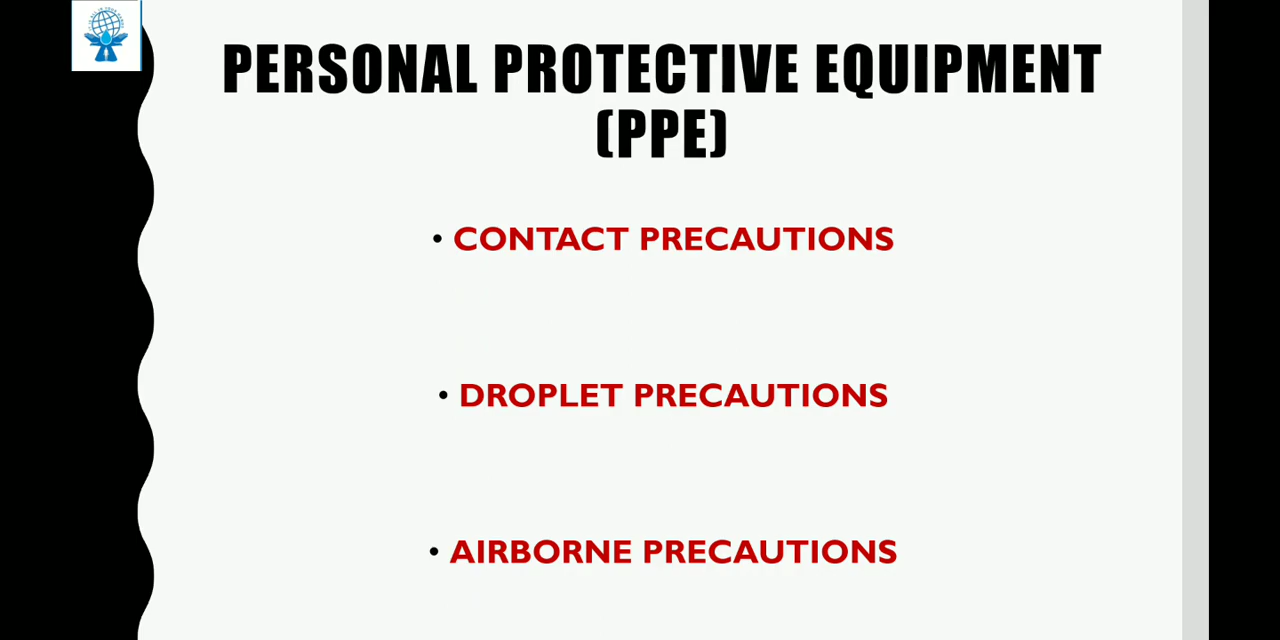 PERSONAL PROTECTIVE EQUIPMENT
(PPE)
• CONTACT PRECAUTIONS
• DROPLET PRECAUTIONS
• AIRBORNE PRECAUTIONS